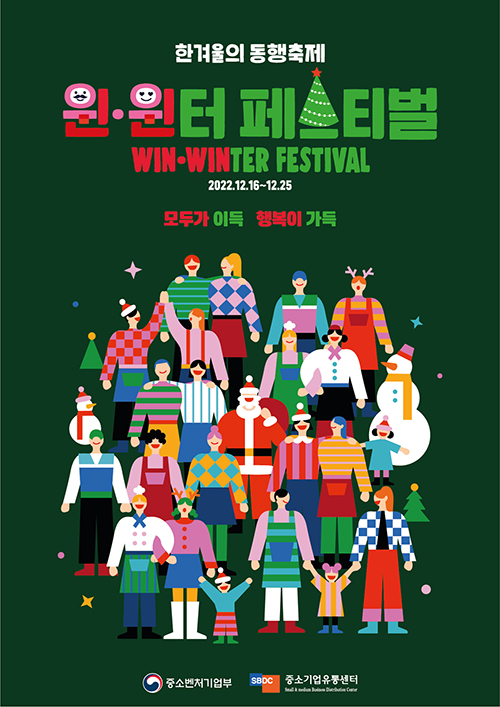 한겨울의 동행축제
윈·윈터 페스티벌
WIN·WINTER FESTIVAL
2022.12.16~12.25
모두가 이득 행복이 가득
중소벤처기업부 SBDC 중소기업유통센터
Small & medium Business Distribution Center